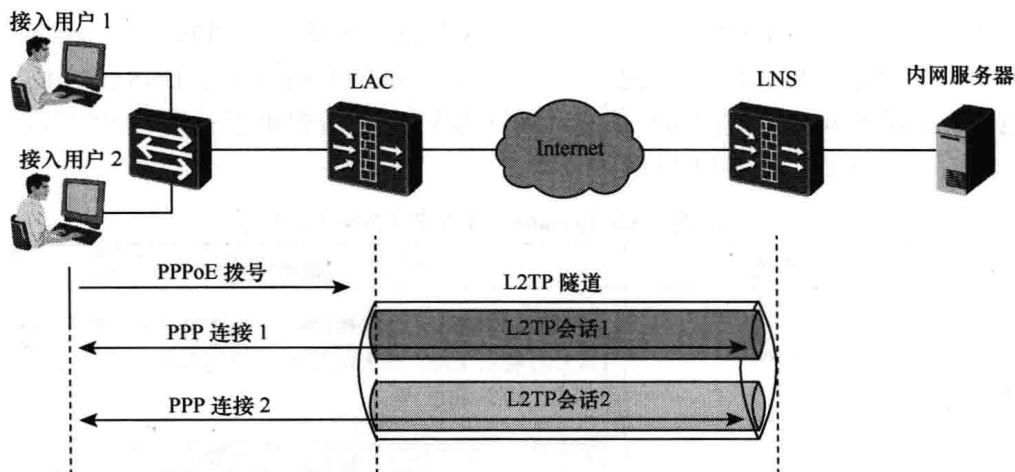 接入用户 1
LAC
LNS
内网服务器
Internet
接入用户 2
PPPoE 拨号
L2TP 隧道
PPP 连接 1
L2TP会话1
PPP 连接 2
L2TP会话2